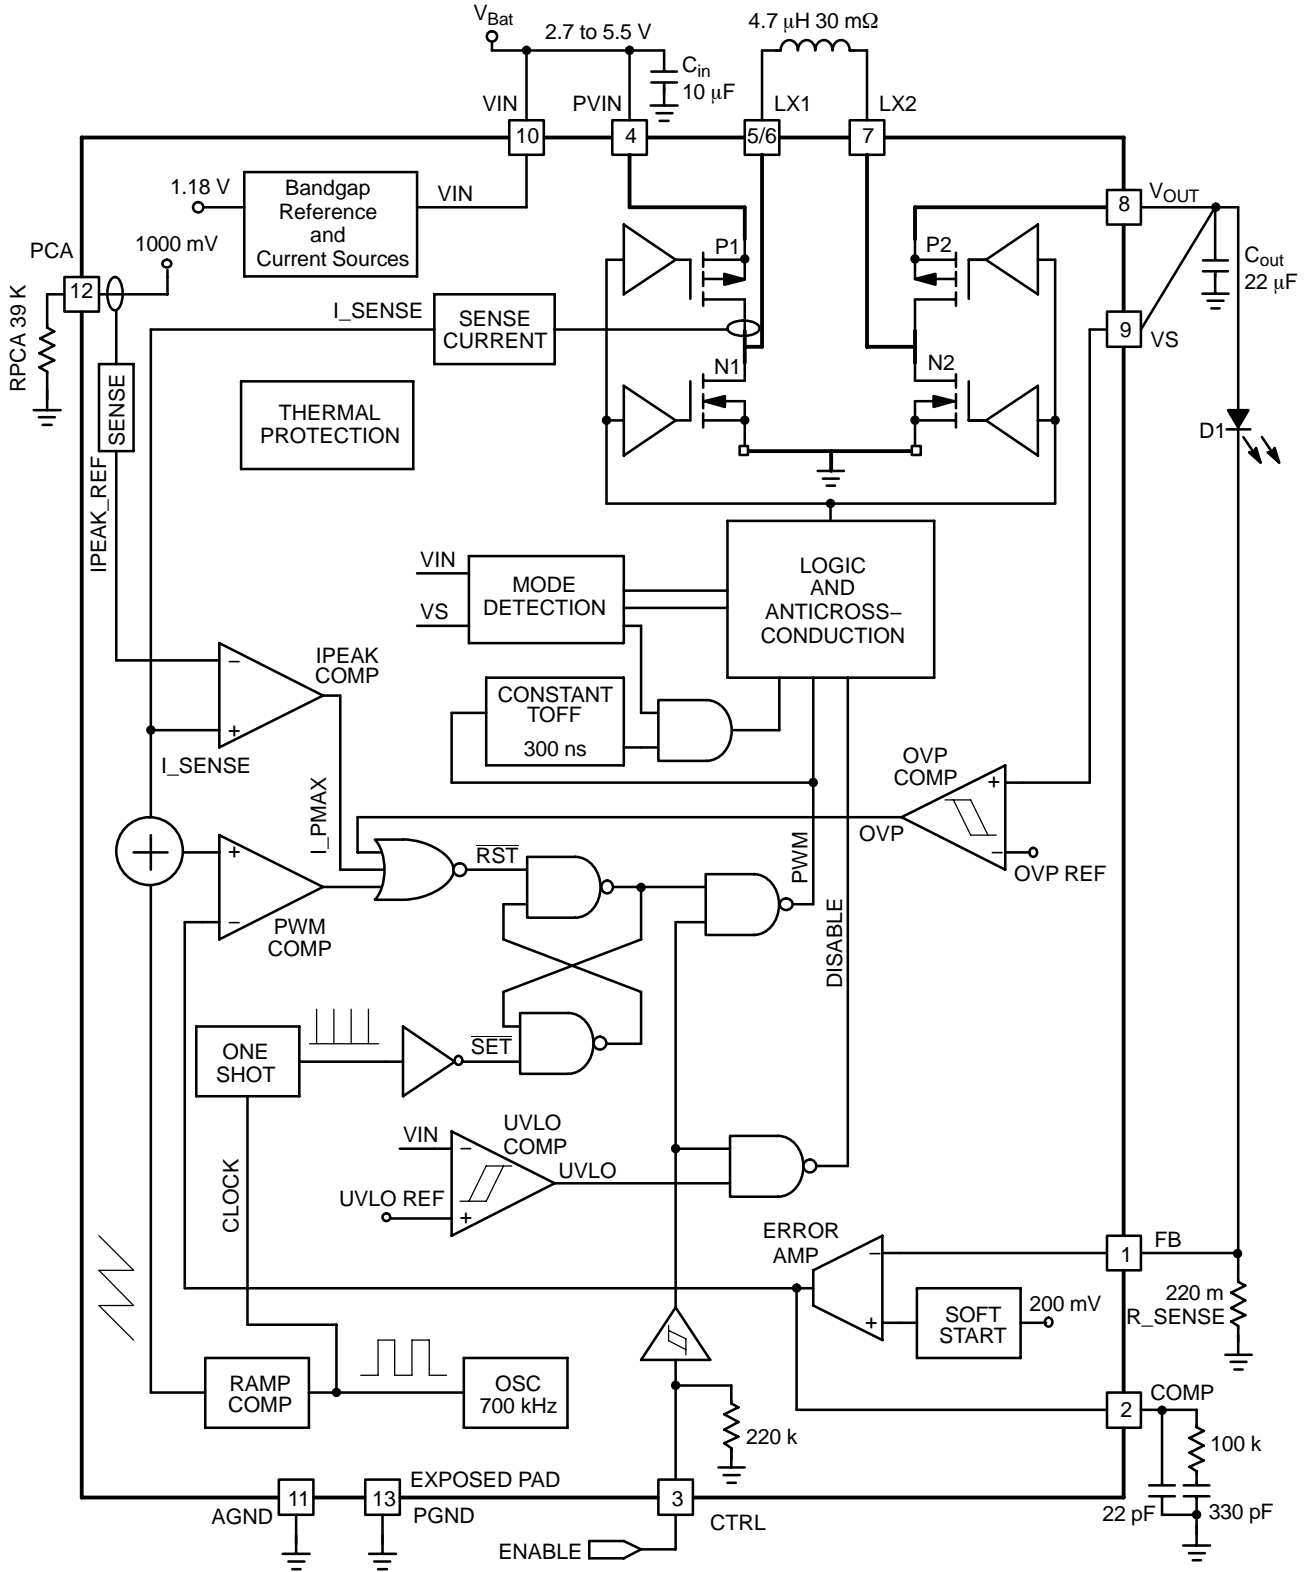 V_Bat
2.7 to 5.5 V
4.7 μH 30 mΩ
C_in
10 μF
VIN
PVIN
LX1
LX2
10
4
5/6
7
1.18 V
Bandgap
Reference
and
Current Sources
VIN
8
V_OUT
PCA
1000 mV
P1
P2
C_out
22 μF
12
RPCA 39 K
I_SENSE
SENSE
CURRENT
9
VS
N1
N2
SENSE
THERMAL
PROTECTION
D1
IPEAK_REF
VIN
VS
MODE
DETECTION
LOGIC
AND
ANTICROSS–
CONDUCTION
–
+
IPEAK
COMP
I_SENSE
CONSTANT
TOFF
300 ns
OVP
COMP
+
–
OVP
OVP REF
I_PMAX
+
–
PWM
COMP
RST
PWM
DISABLE
ONE
SHOT
SET
CLOCK
VIN
UVLO
COMP
–
+
UVLO
UVLO REF
ERROR
AMP
–
+
1
FB
SOFT
START
200 mV
220 m
R_SENSE
RAMP
COMP
OSC
700 kHz
220 k
2
COMP
100 k
22 pF
330 pF
EXPOSED PAD
11
13
3
AGND
PGND
CTRL
ENABLE